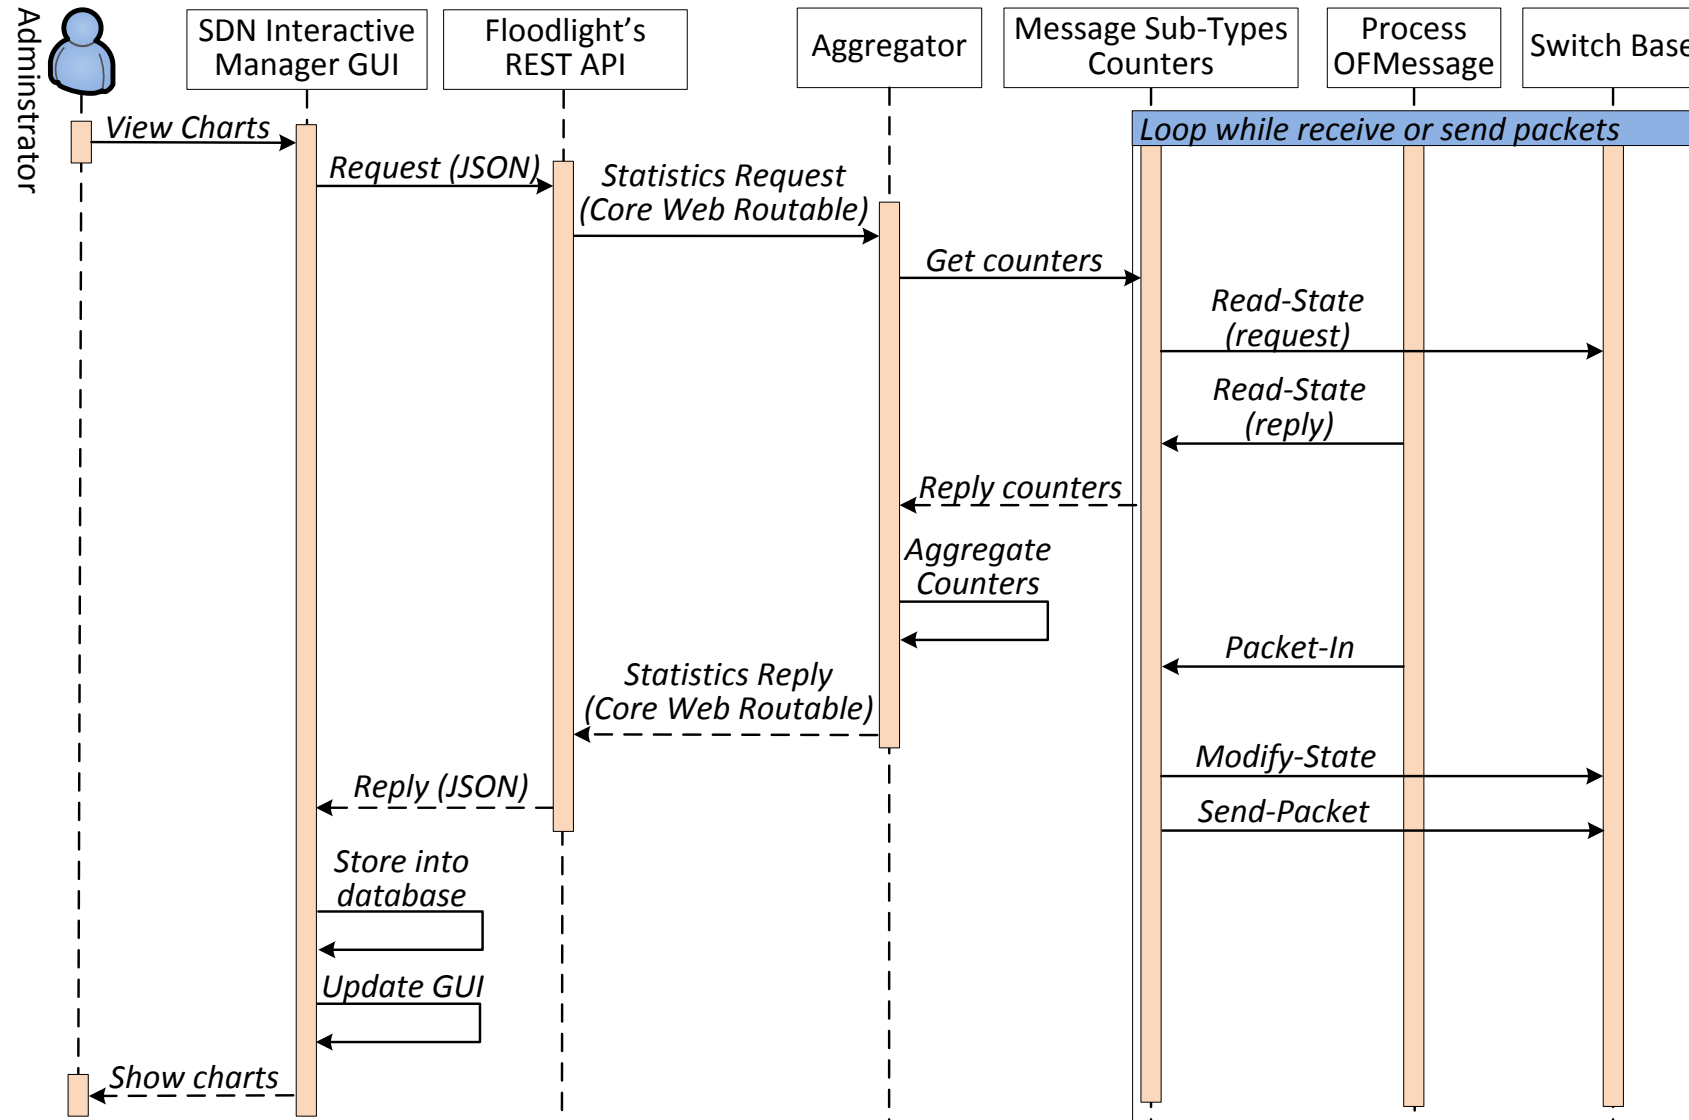 Adminstrator
SDN Interactive
Manager GUI
Floodlight's
REST API
Aggregator
Message Sub-Types
Counters
Process
OFMessage
Switch Base
Loop while receive or send packets
View Charts
Request (JSON)
Statistics Request
(Core Web Routable)
Get counters
Read-State
(request)
Read-State
(reply)
Reply counters
Aggregate
Counters
Packet-In
Statistics Reply
(Core Web Routable)
Modify-State
Reply (JSON)
Send-Packet
Store into
database
Update GUI
Show charts